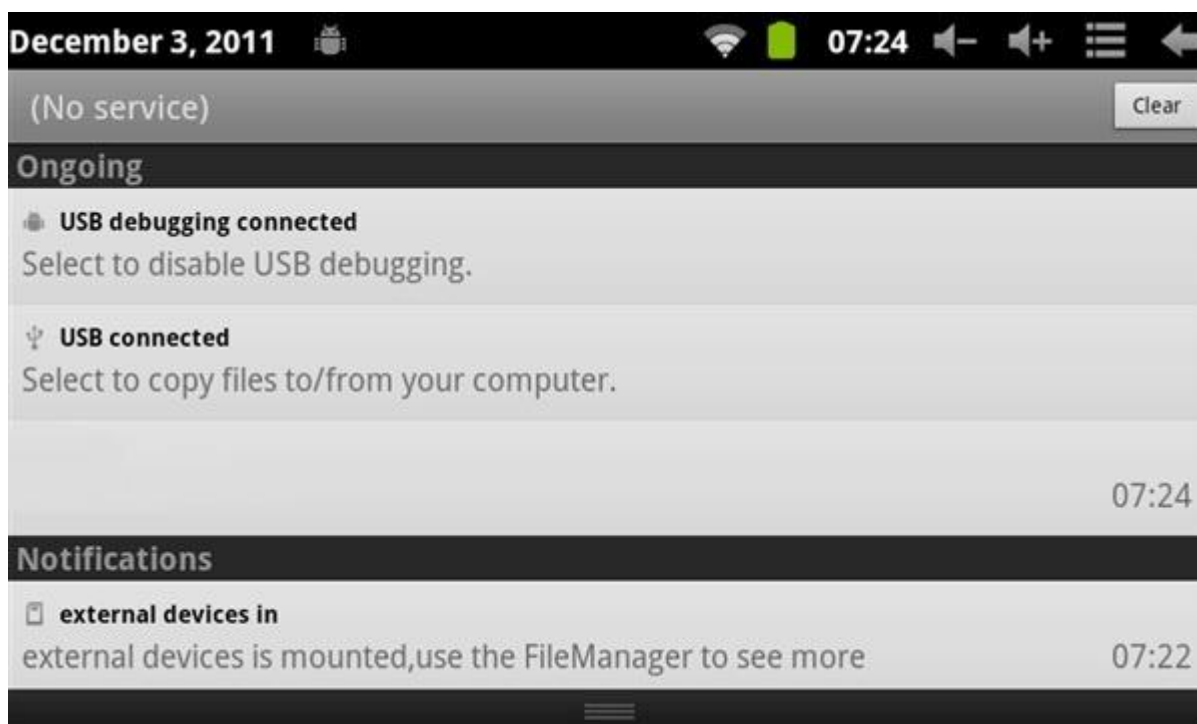 December 3, 2011 07:24
(No service) Clear
Ongoing
USB debugging connected
Select to disable USB debugging.
USB connected
Select to copy files to/from your computer.
07:24
Notifications
external devices in
external devices is mounted,use the FileManager to see more 07:22